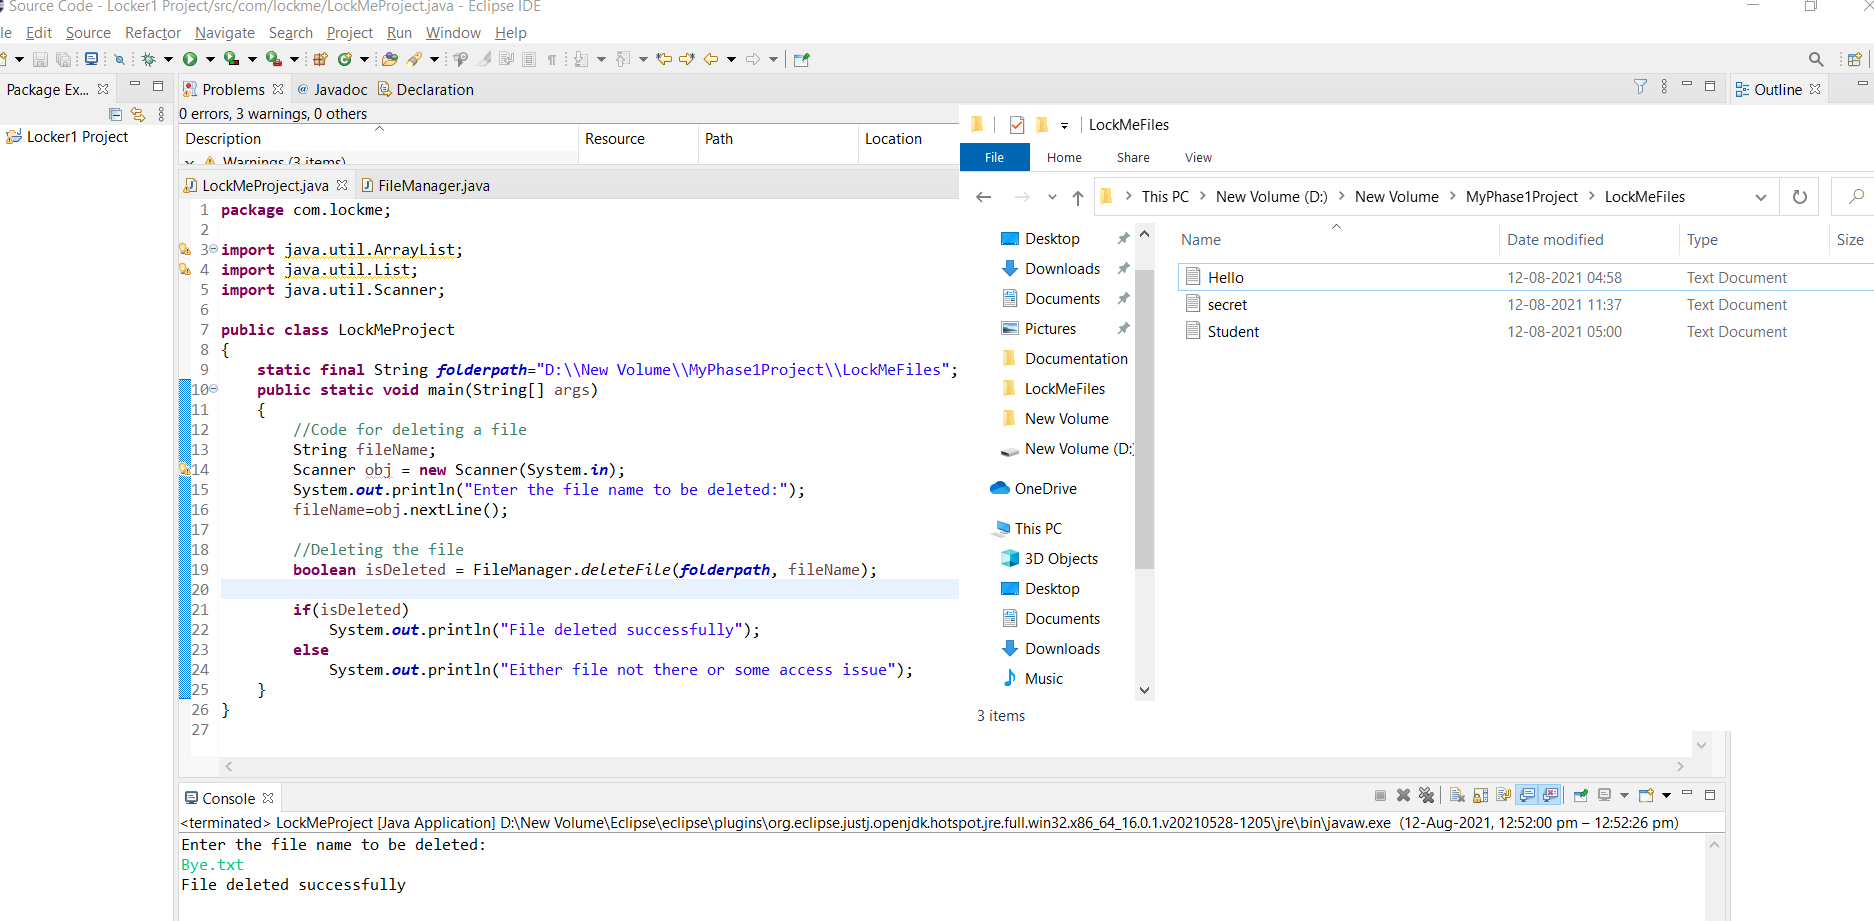 Source Code - Locker1 Project/src/com/lockme/LockMeProject.java - Eclipse IDE
le Edit Source Refactor Navigate Search Project Run Window Help
Package Ex...
Locker1 Project
Problems @ Javadoc Declaration
0 errors, 3 warnings, 0 others
Description Resource Path Location
Warnings (3 items)
LockMeProject.java FileManager.java
1 package com.lockme;
2
3 import java.util.ArrayList;
4 import java.util.List;
5 import java.util.Scanner;
6
7 public class LockMeProject
8 {
9 static final String folderpath="D:\\New Volume\\MyPhase1Project\\LockMeFiles";
10 public static void main(String[] args)
11 {
12 //Code for deleting a file
13 String fileName;
14 Scanner obj = new Scanner(System.in);
15 System.out.println("Enter the file name to be deleted:");
16 fileName=obj.nextLine();
17
18 //Deleting the file
19 boolean isDeleted = FileManager.deleteFile(folderpath, fileName);
20
21 if(isDeleted)
22 System.out.println("File deleted successfully");
23 else
24 System.out.println("Either file not there or some access issue");
25 }
26 }
27
Outline
LockMeFiles
File Home Share View
This PC New Volume (D:) New Volume MyPhase1Project LockMeFiles
Desktop
Downloads
Documents
Pictures
Documentation
LockMeFiles
New Volume
New Volume (D:
OneDrive
This PC
3D Objects
Desktop
Documents
Downloads
Music
Name Date modified Type Size
Hello 12-08-2021 04:58 Text Document
secret 12-08-2021 11:37 Text Document
Student 12-08-2021 05:00 Text Document
3 items
Console
<terminated> LockMeProject [Java Application] D:\New Volume\Eclipse\eclipse\plugins\org.eclipse.justj.openjdk.hotspot.jre.full.win32.x86_64_16.0.1.v20210528-1205\jre\bin\javaw.exe (12-Aug-2021, 12:52:00 pm – 12:52:26 pm)
Enter the file name to be deleted:
Bye.txt
File deleted successfully